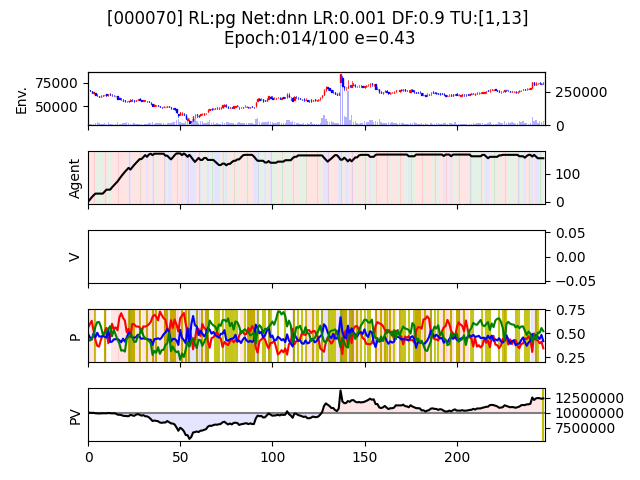 [000070] RL:pg Net:dnn LR:0.001 DF:0.9 TU:[1,13]
Epoch:014/100 e=0.43
Env.
75000
50000
250000
0
Agent
100
0
V
0.05
0.00
−0.05
P
0.75
0.50
0.25
PV
12500000
10000000
7500000
0
50
100
150
200